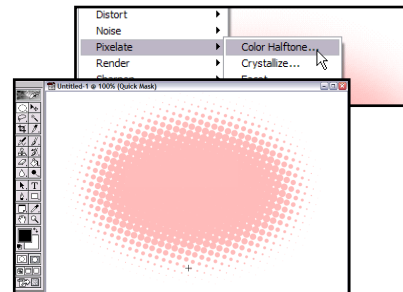 Distort
Noise
Pixelate
Render
Color Halftone...
Crystallize...
Untitled-1 @ 100% (Quick Mask)
T